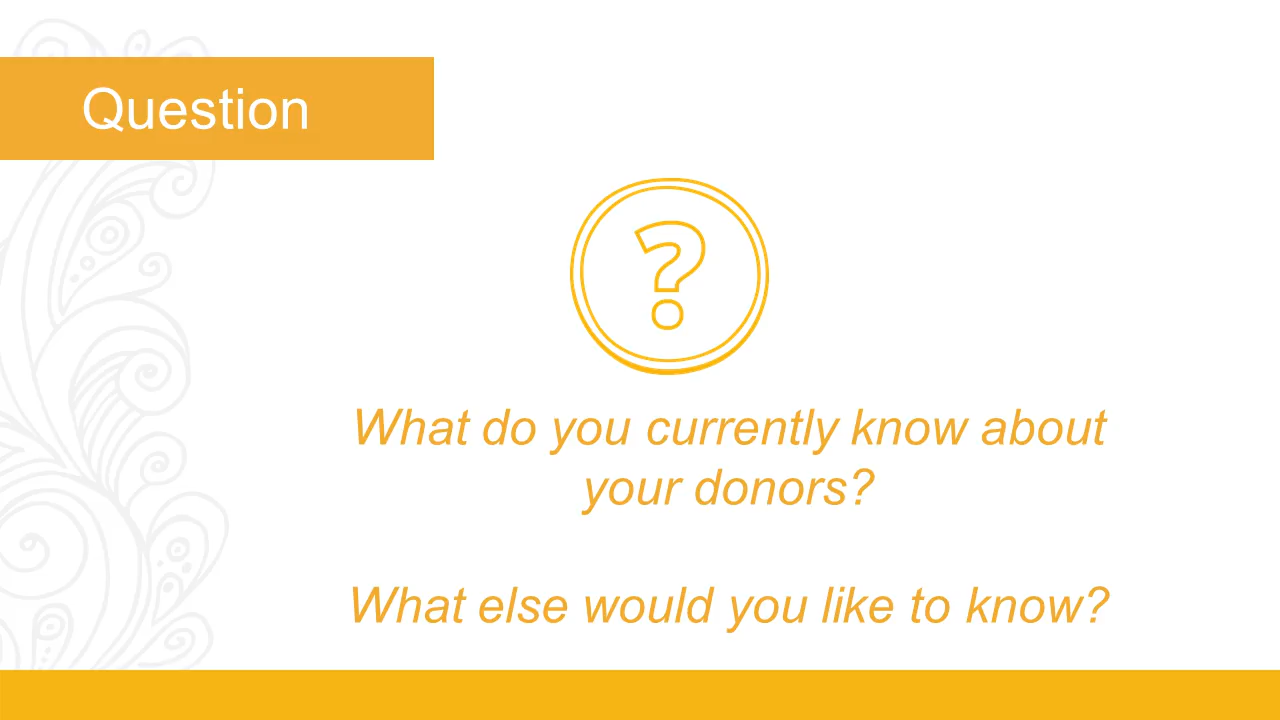 Question
?
What do you currently know about
your donors?
What else would you like to know?